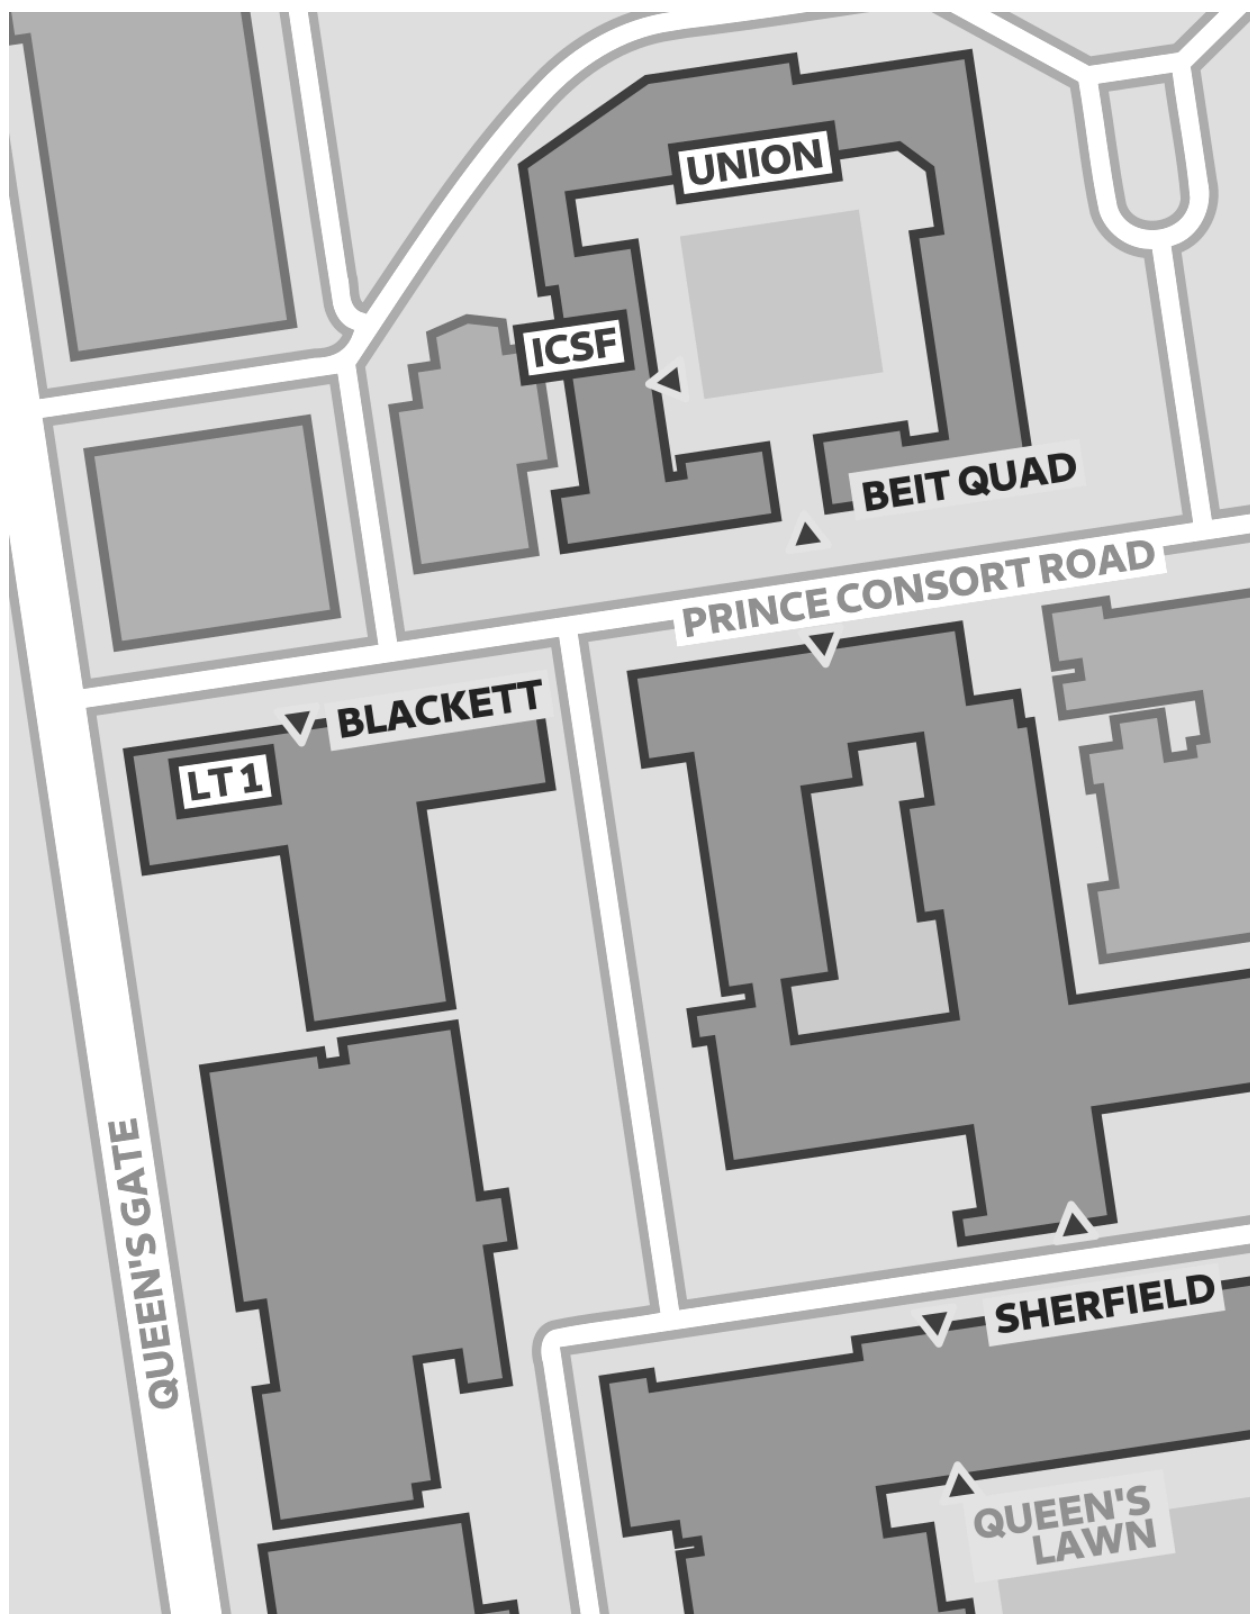 UNION
ICSF
BEIT QUAD
PRINCE CONSORT ROAD
BLACKETT
LT1
QUEEN'S GATE
SHERFIELD
QUEEN'S
LAWN